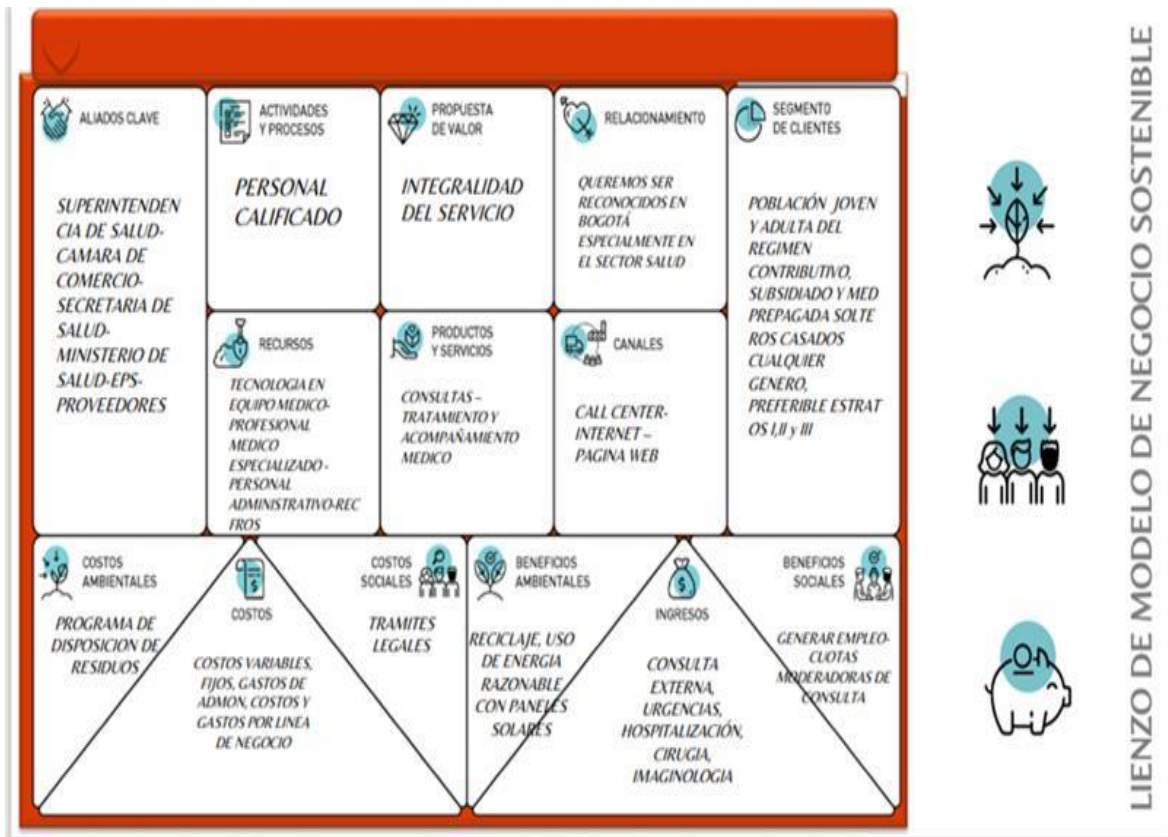 ALIADOS CLAVE
SUPERINTENDEN
CIA DE SALUD-
CAMARA DE
COMERCIO-
SECRETARIA DE
SALUD-
MINISTERIO DE
SALUD-EPS-
PROVEEDORES
ACTIVIDADES
Y PROCESOS
PERSONAL
CALIFICADO
RECURSOS
TECNOLOGIA EN
EQUIPO MEDICO-
PROFESIONAL
MEDICO
ESPECIALIZADO -
PERSONAL
ADMINISTRATIVO-REC
FROS
PROPUESTA
DE VALOR
INTEGRALIDAD
DEL SERVICIO
PRODUCTOS
Y SERVICIOS
CONSULTAS –
TRATAMIENTO Y
ACOMPAÑAMIENTO
MEDICO
RELACIONAMIENTO
QUEREMOS SER
RECONOCIDOS EN
BOGOTÁ
ESPECIALMENTE EN
EL SECTOR SALUD
CANALES
CALL CENTER-
INTERNET –
PAGINA WEB
SEGMENTO
DE CLIENTES
POBLACIÓN JOVEN
Y ADULTA DEL
REGIMEN
CONTRIBUTIVO,
SUBSIDIADO Y MED
PREPAGADA SOLTE
ROS CASADOS
CUALQUIER
GENERO,
PREFERIBLE ESTRAT
OS I,II y III
COSTOS
AMBIENTALES
PROGRAMA DE
DISPOSICION DE
RESIDUOS
COSTOS
COSTOS VARIABLES,
FIJOS, GASTOS DE
ADMON, COSTOS Y
GASTOS POR LINEA
DE NEGOCIO
COSTOS
SOCIALES
TRAMITES
LEGALES
BENEFICIOS
AMBIENTALES
RECICLAJE, USO
DE ENERGIA
RAZONABLE
CON PANELES
SOLARES
INGRESOS
CONSULTA
EXTERNA,
URGENCIAS,
HOSPITALIZACIÓN,
CIRUGIA,
IMAGINOLOGIA
BENEFICIOS
SOCIALES
GENERAR EMPLEO-
CUOTAS
MODERADORAS DE
CONSULTA
LIENZO DE MODELO DE NEGOCIO SOSTENIBLE